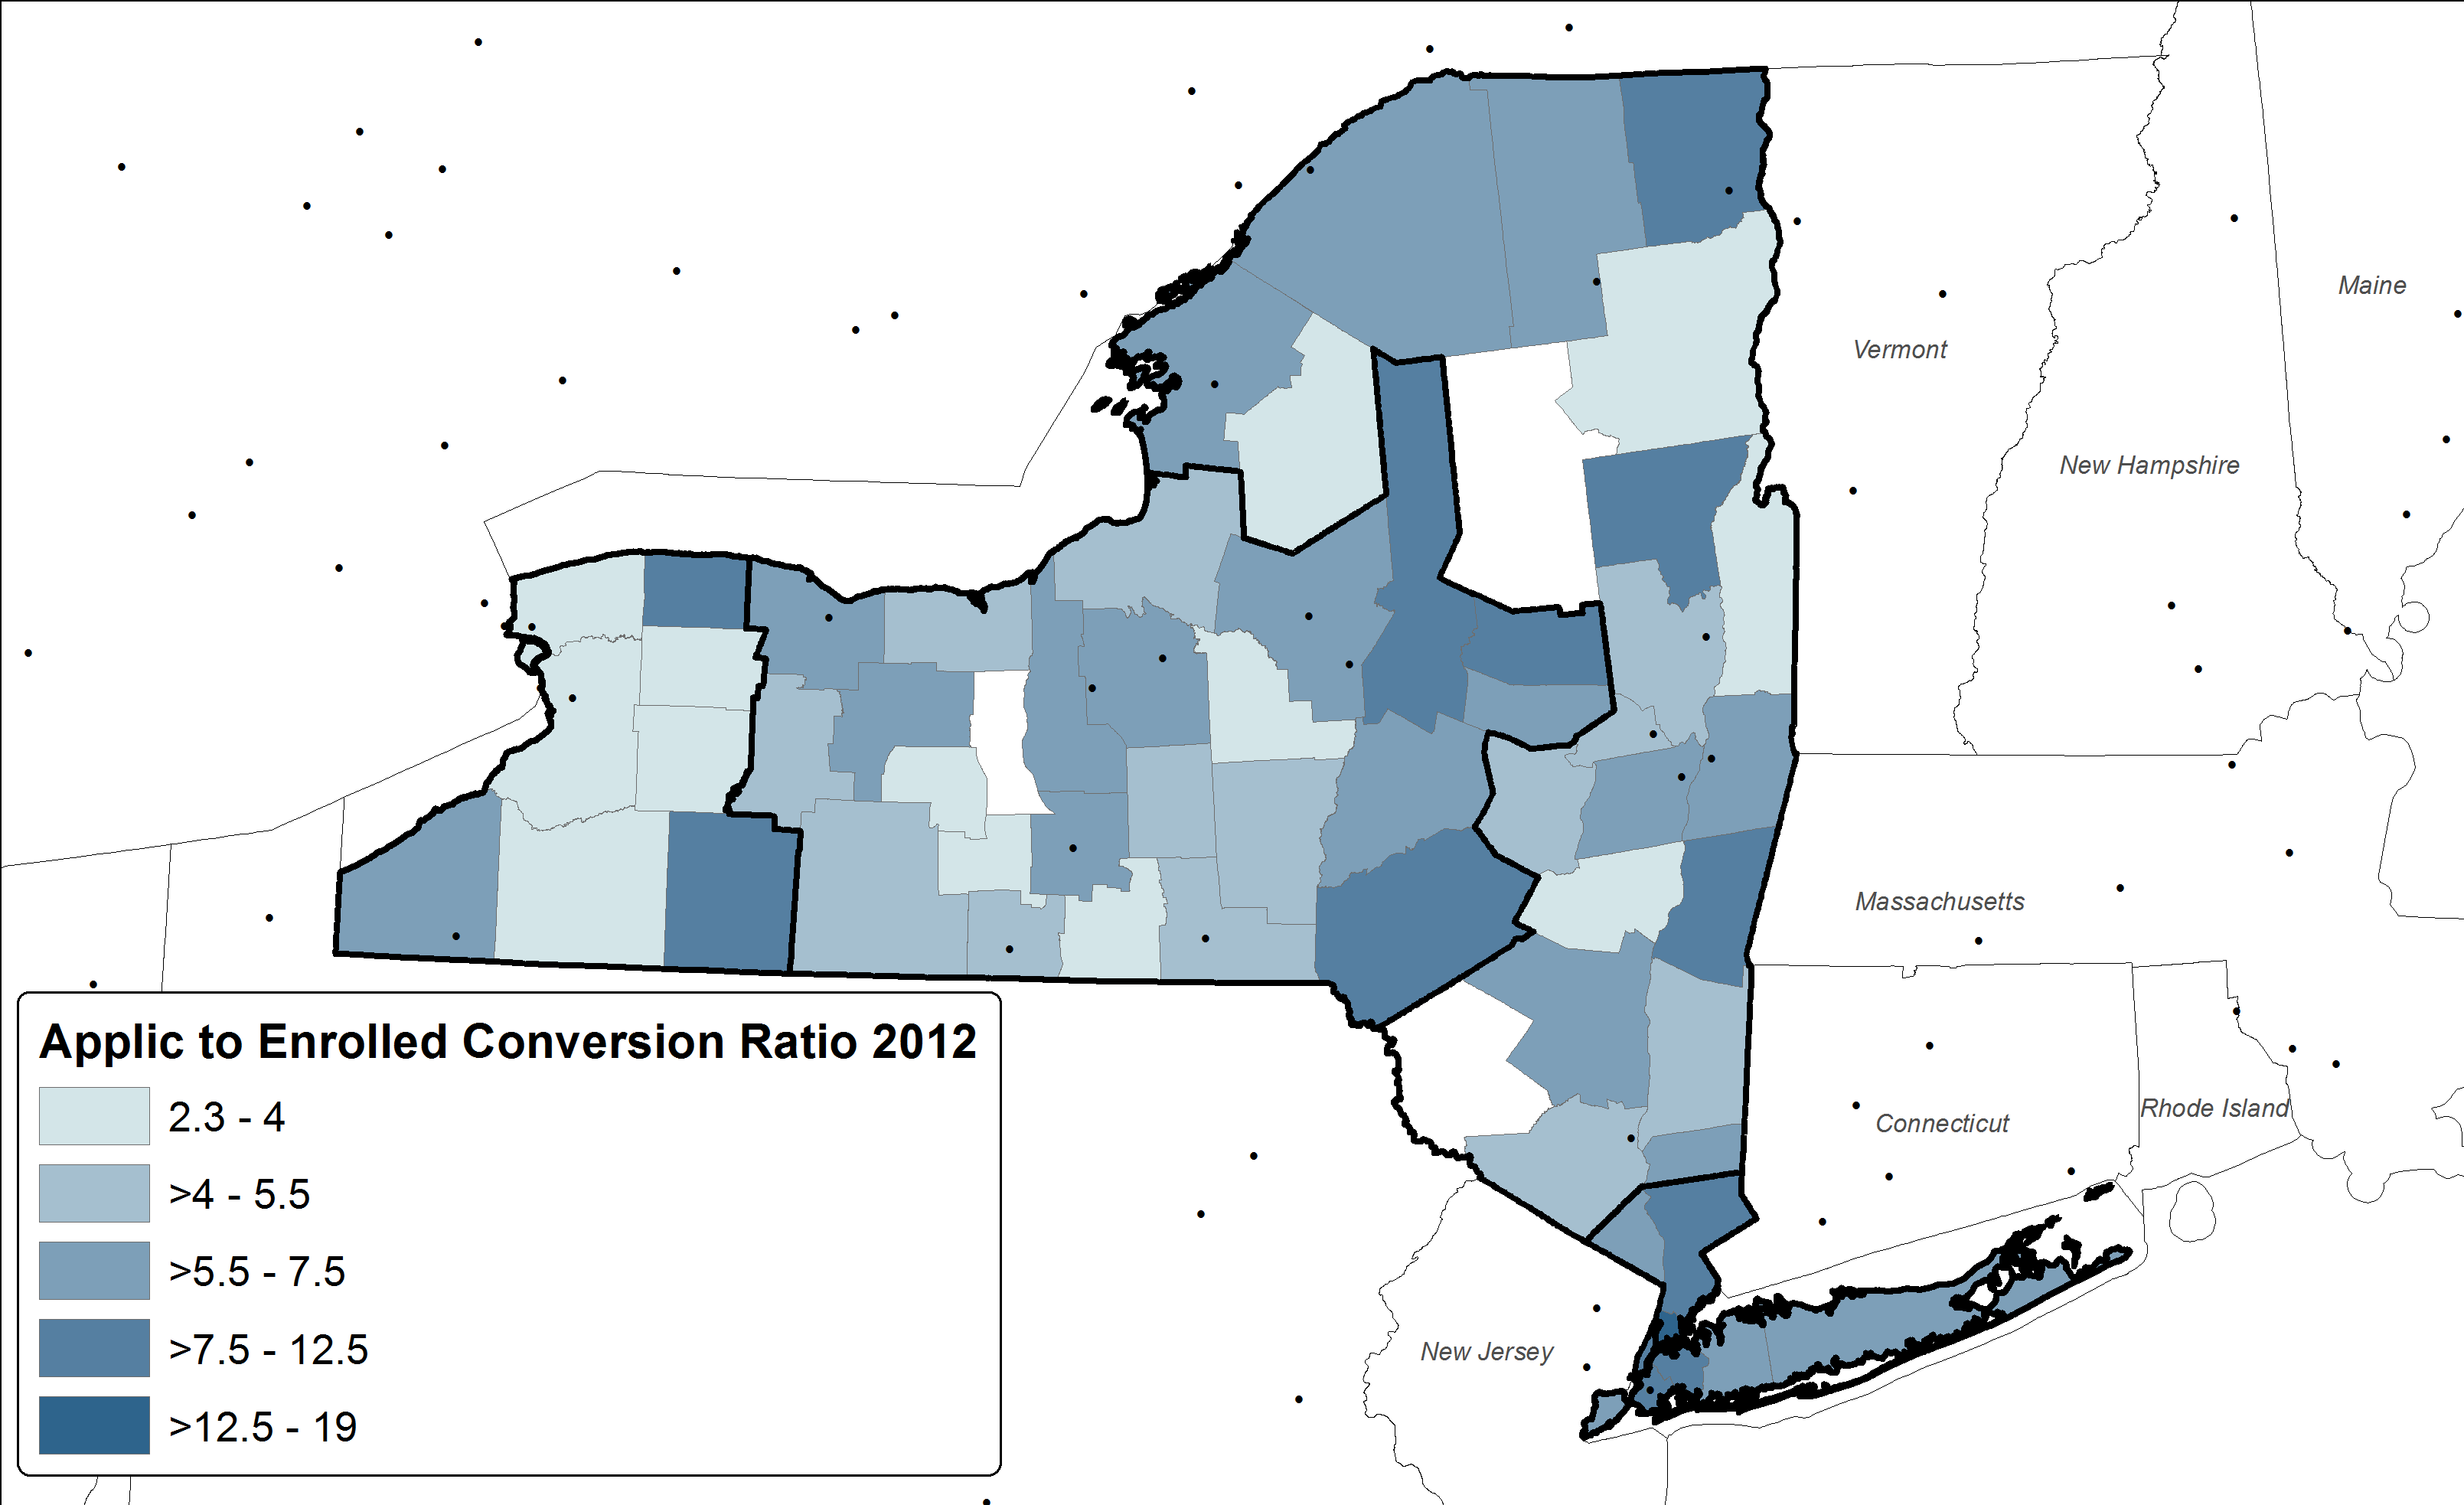 Maine
Vermont
New Hampshire
Massachusetts
Connecticut
Rhode Island
New Jersey
Applic to Enrolled Conversion Ratio 2012
2.3 - 4
>4 - 5.5
>5.5 - 7.5
>7.5 - 12.5
>12.5 - 19